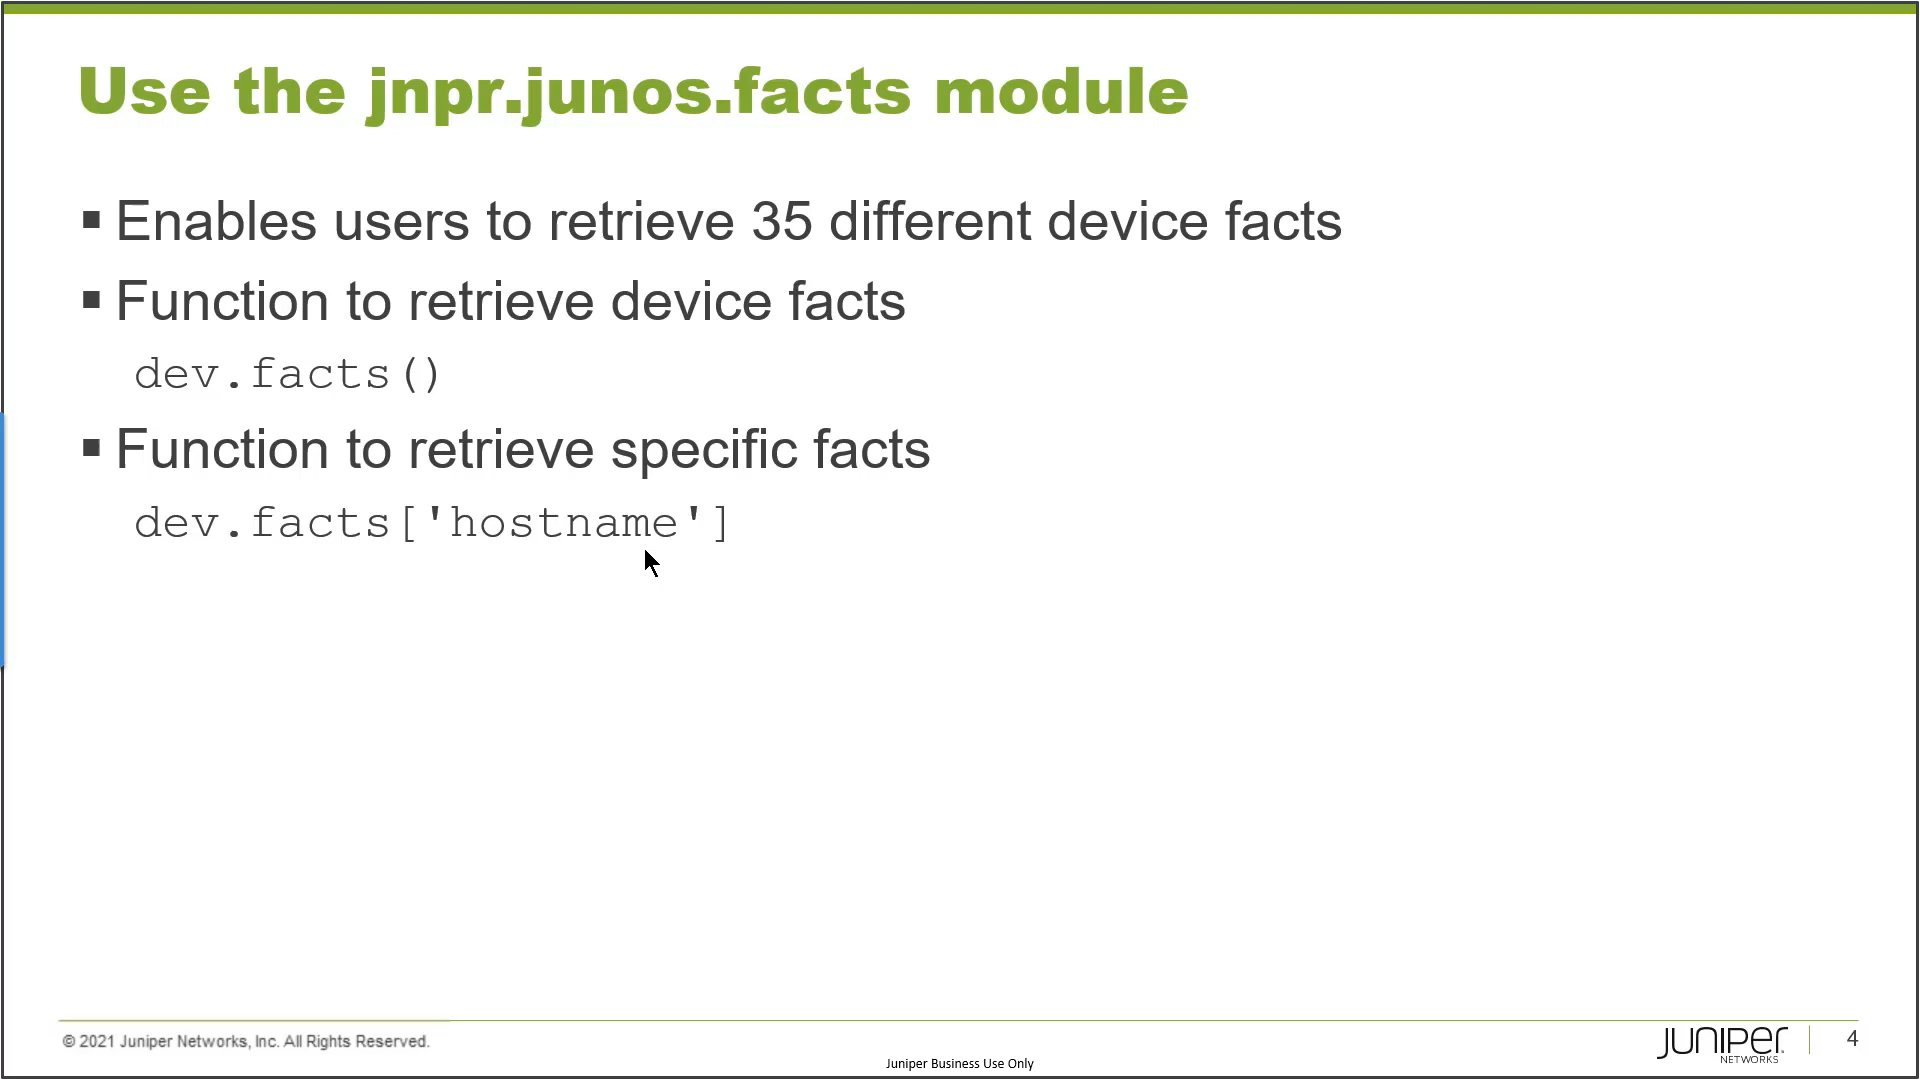 Use the jnpr.junos.facts module
▪ Enables users to retrieve 35 different device facts
▪ Function to retrieve device facts
dev.facts()
▪ Function to retrieve specific facts
dev.facts['hostname']
© 2021 Juniper Networks, Inc. All Rights Reserved.
JUNIPER
NETWORKS
4
Juniper Business Use Only